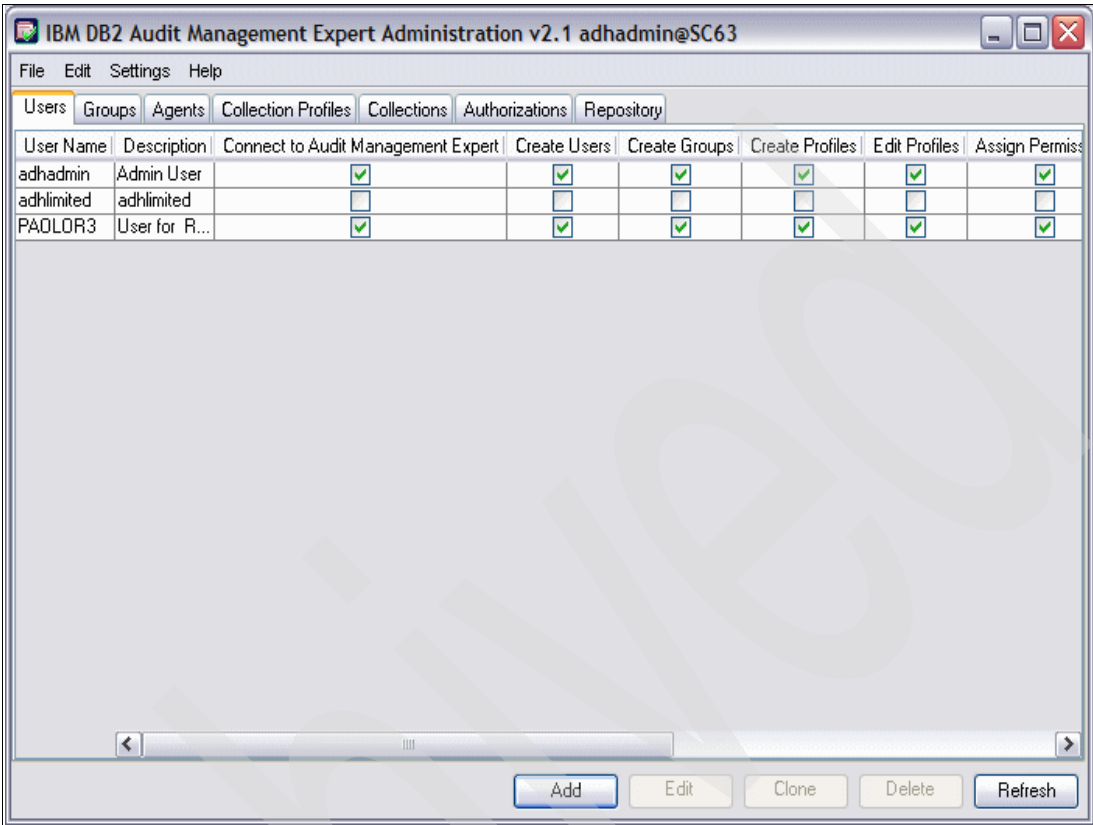 IBM DB2 Audit Management Expert Administration v2.1 adhadmin@SC63
File Edit Settings Help
Users Groups Agents Collection Profiles Collections Authorizations Repository
User Name Description Connect to Audit Management Expert Create Users Create Groups Create Profiles Edit Profiles Assign Permiss
adhadmin Admin User
adhlimited adhlimited
PAOLOR3 User for R...
Add Edit Clone Delete Refresh